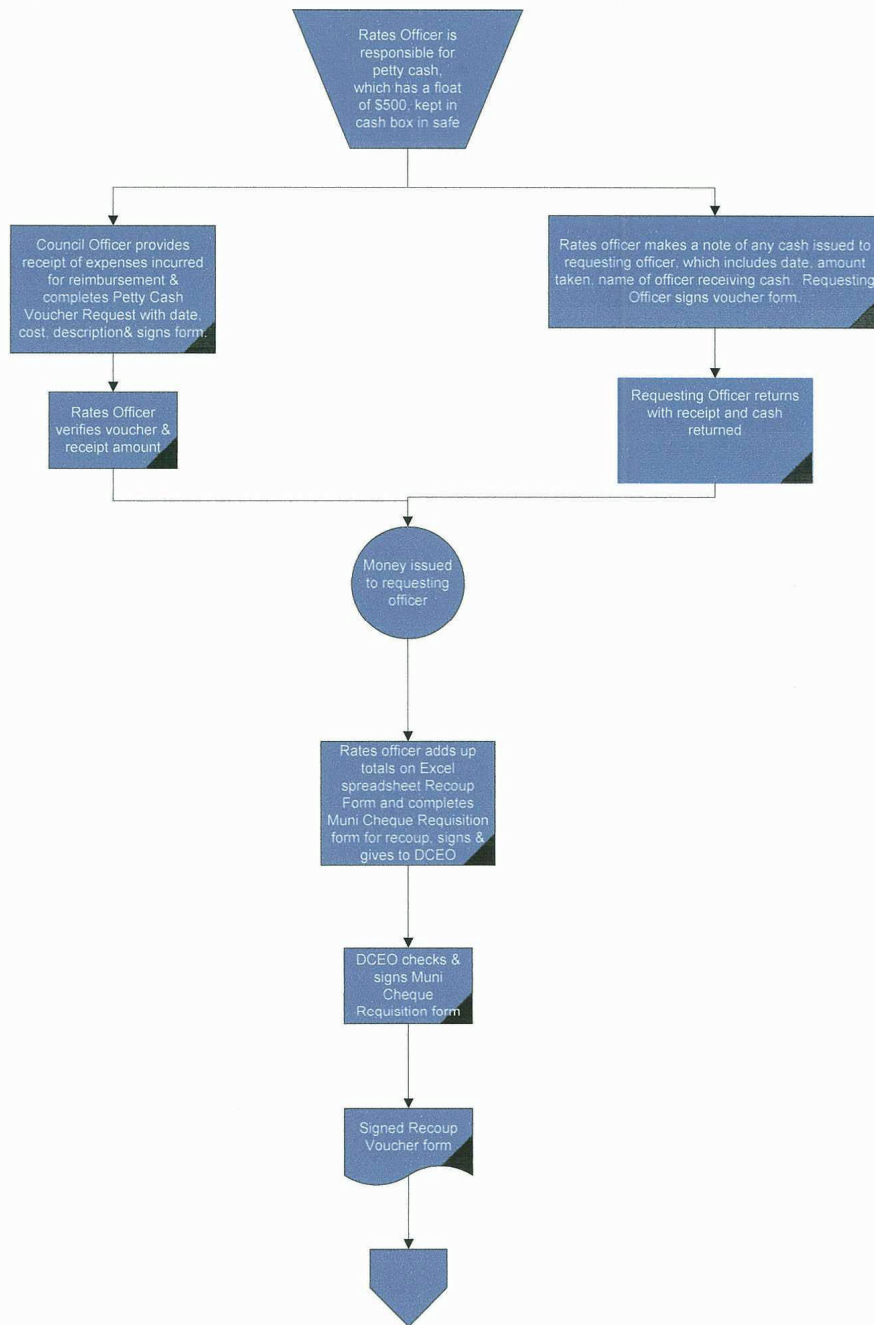 Rates Officer is
responsible for
petty cash,
which has a float
of $500, kept in
cash box in safe
Council Officer provides
receipt of expenses incurred
for reimbursement &
completes Petty Cash
Voucher Request with date,
cost, description& signs form.
Rates officer makes a note of any cash issued to
requesting officer, which includes date, amount
taken, name of officer receiving cash. Requesting
Officer signs voucher form.
Rates Officer
verifies voucher &
receipt amount
Requesting Officer returns
with receipt and cash
returned
Money issued
to requesting
officer
Rates officer adds up
totals on Excel
spreadsheet Recoup
Form and completes
Muni Cheque Requisition
form for recoup, signs &
gives to DCEO
DCEO checks &
signs Muni
Cheque
Requisition form
Signed Recoup
Voucher form